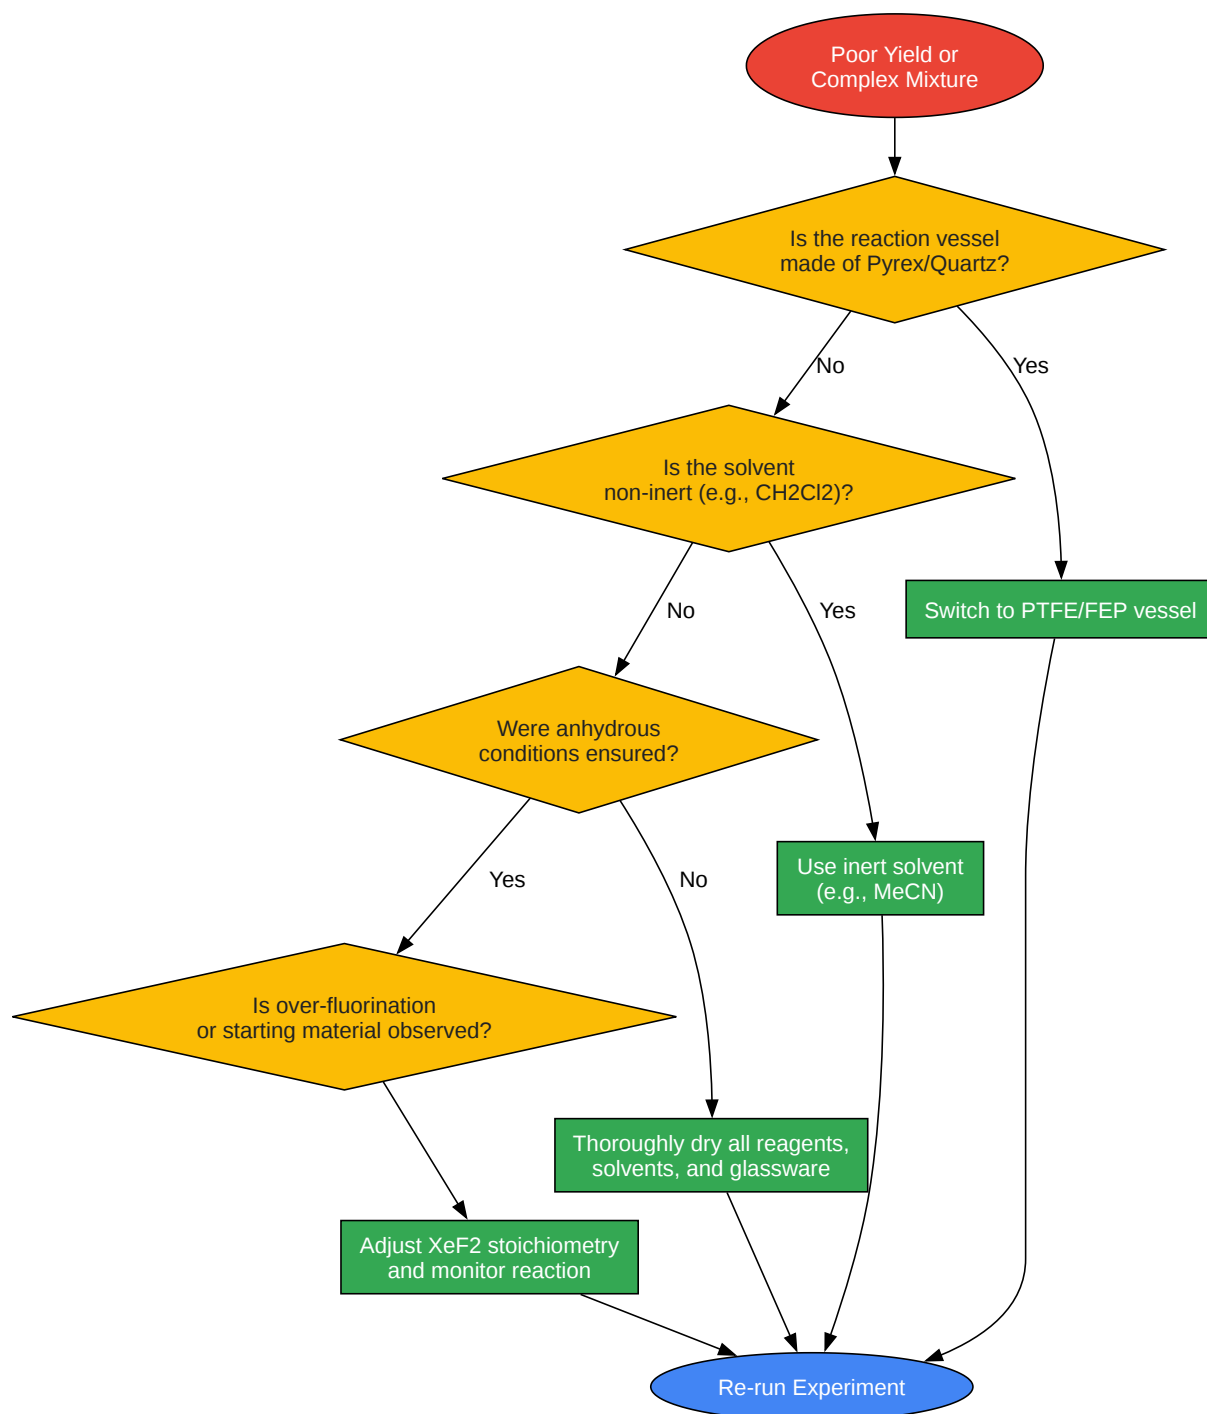 Poor Yield or
Complex Mixture
Is the reaction vessel
made of Pyrex/Quartz?
No
Yes
Is the solvent
non-inert (e.g., CH2Cl2)?
No
Yes
Switch to PTFE/FEP vessel
Were anhydrous
conditions ensured?
Yes
No
Use inert solvent
(e.g., MeCN)
Is over-fluorination
or starting material observed?
Thoroughly dry all reagents,
solvents, and glassware
Adjust XeF2 stoichiometry
and monitor reaction
Re-run Experiment